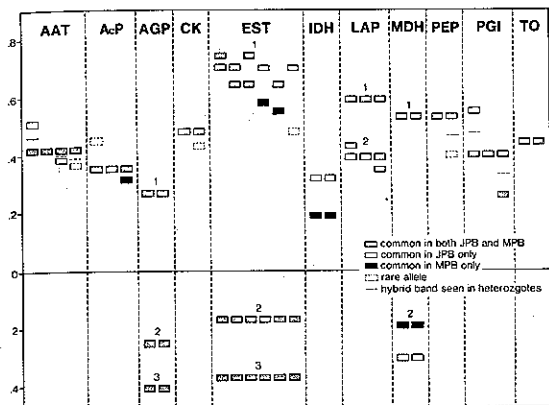 AAT AcP AGP CK EST IDH LAP MDH PEP PGI TO
.8
1
1
1
.6
2
.4
1
.2
common in both JPB and MPB
common in JPB only
common in MPB only
rare allele
hybrid band seen in heterozgotes
0
2
2
2
2
3
3
.4